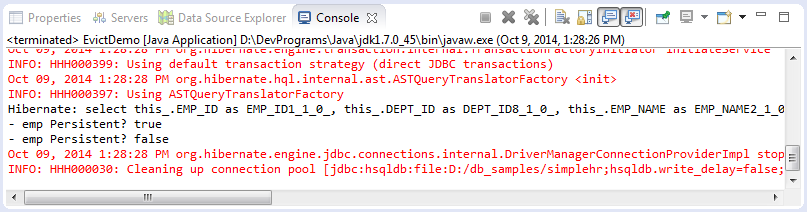 Properties Servers Data Source Explorer Console
<terminated> EvictDemo [Java Application] D:\DevPrograms\Java\jdk1.7.0_45\bin\javaw.exe (Oct 9, 2014, 1:28:26 PM)
Oct 09, 2014 1:28:28 PM org.hibernate.engine.transaction.internal.TransactionFactoryInitiator initiateService
INFO: HHH000399: Using default transaction strategy (direct JDBC transactions)
Oct 09, 2014 1:28:28 PM org.hibernate.hql.internal.ast.ASTQueryTranslatorFactory <init>
INFO: HHH000397: Using ASTQueryTranslatorFactory
Hibernate: select this_.EMP_ID as EMP_ID1_1_0_, this_.DEPT_ID as DEPT_ID8_1_0_, this_.EMP_NAME as EMP_NAME2_1_0
- emp Persistent? true
- emp Persistent? false
Oct 09, 2014 1:28:28 PM org.hibernate.engine.jdbc.connections.internal.DriverManagerConnectionProviderImpl stop
INFO: HHH000030: Cleaning up connection pool [jdbc:hsqldb:file:D:/db_samples/simplehr;hsqldb.write_delay=false;